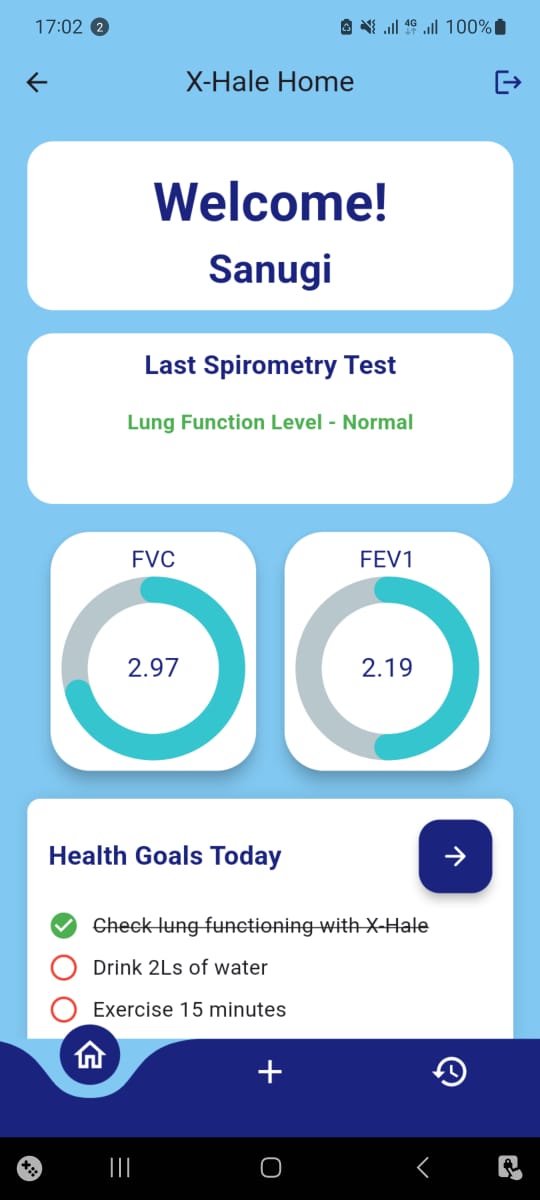 17:02 2 4G 100%
X-Hale Home
Welcome!
Sanugi
Last Spirometry Test
Lung Function Level - Normal
FVC
2.97
FEV1
2.19
Health Goals Today
Check lung functioning with X-Hale
Drink 2Ls of water
Exercise 15 minutes